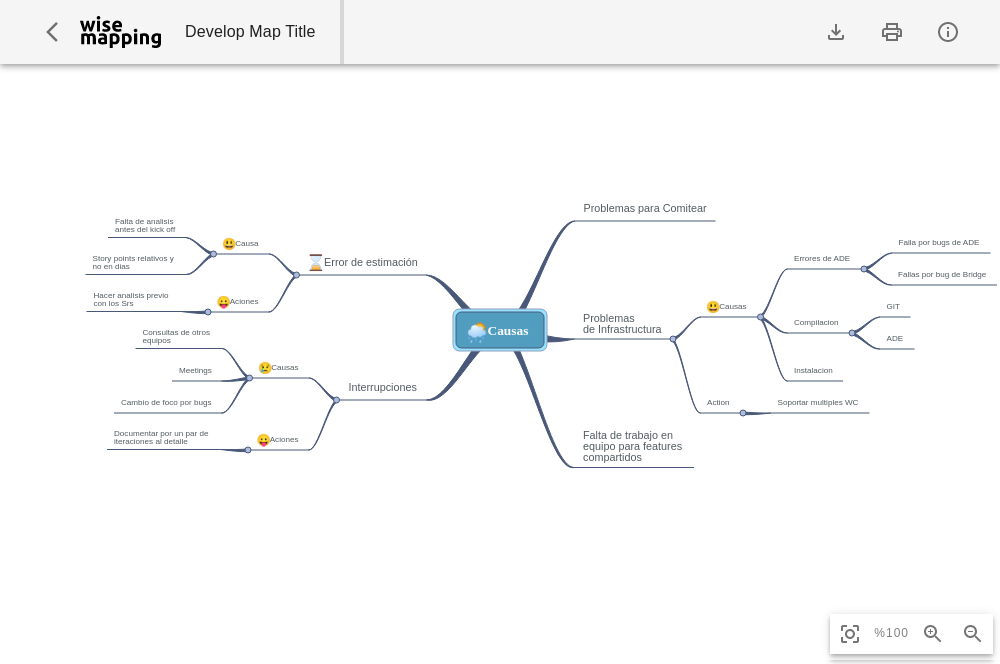 wise
mapping
Develop Map Title
Falta de analisis
antes del kick off
Causa
Story points relativos y
no en dias
Error de estimación
Hacer analisis previo
con los Srs
Aciones
Consultas de otros
equipos
Causas
Meetings
Cambio de foco por bugs
Interrupciones
Documentar por un par de
iteraciones al detalle
Aciones
Causas
Problemas para Comitear
Problemas
de Infrastructura
Causas
Errores de ADE
Falla por bugs de ADE
Fallas por bug de Bridge
Compilacion
GIT
ADE
Instalacion
Action
Soportar multiples WC
Falta de trabajo en
equipo para features
compartidos
%100